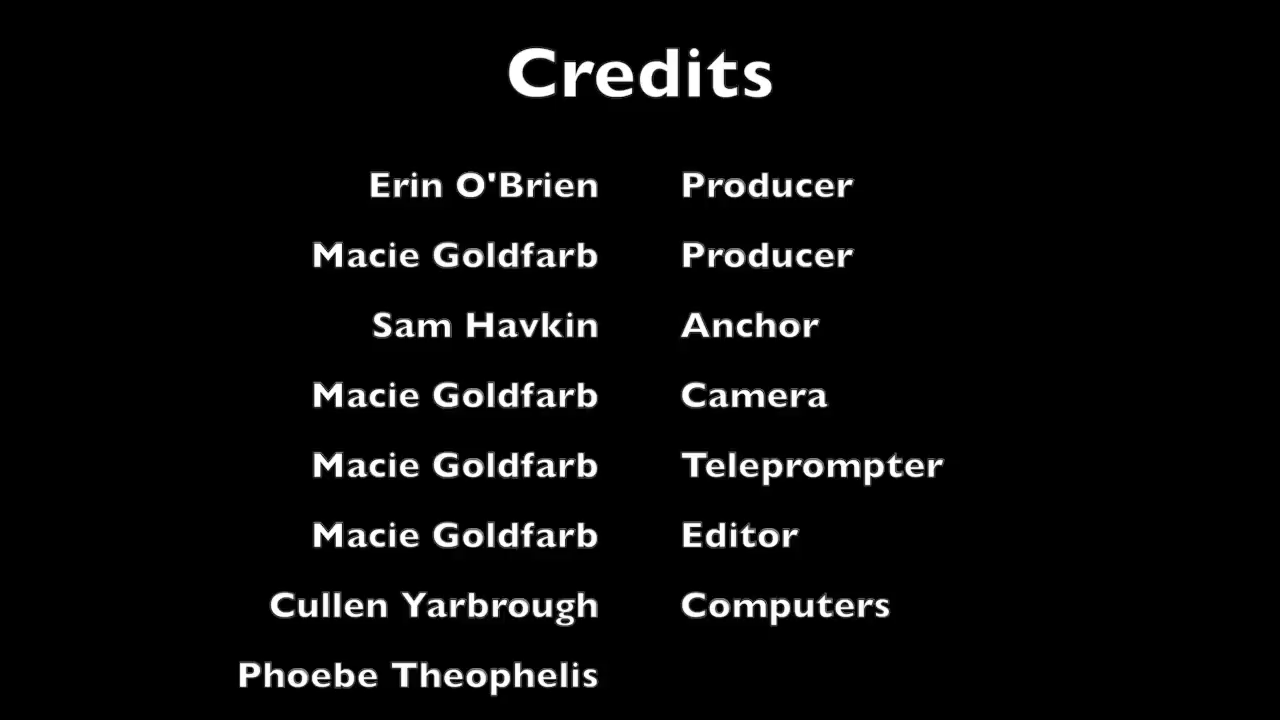 Credits
Erin O'Brien Producer
Macie Goldfarb Producer
Sam Havkin Anchor
Macie Goldfarb Camera
Macie Goldfarb Teleprompter
Macie Goldfarb Editor
Cullen Yarbrough Computers
Phoebe Theophelis